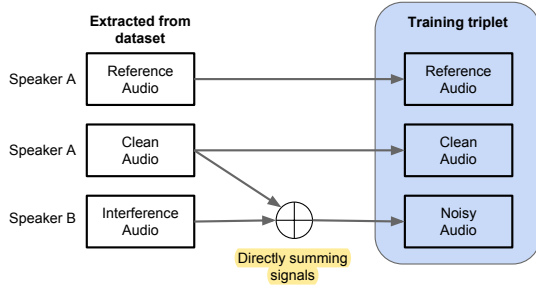 Extracted from
dataset
Training triplet
Speaker A
Reference
Audio
Reference
Audio
Speaker A
Clean
Audio
Clean
Audio
Speaker B
Interference
Audio
Noisy
Audio
Directly summing
signals